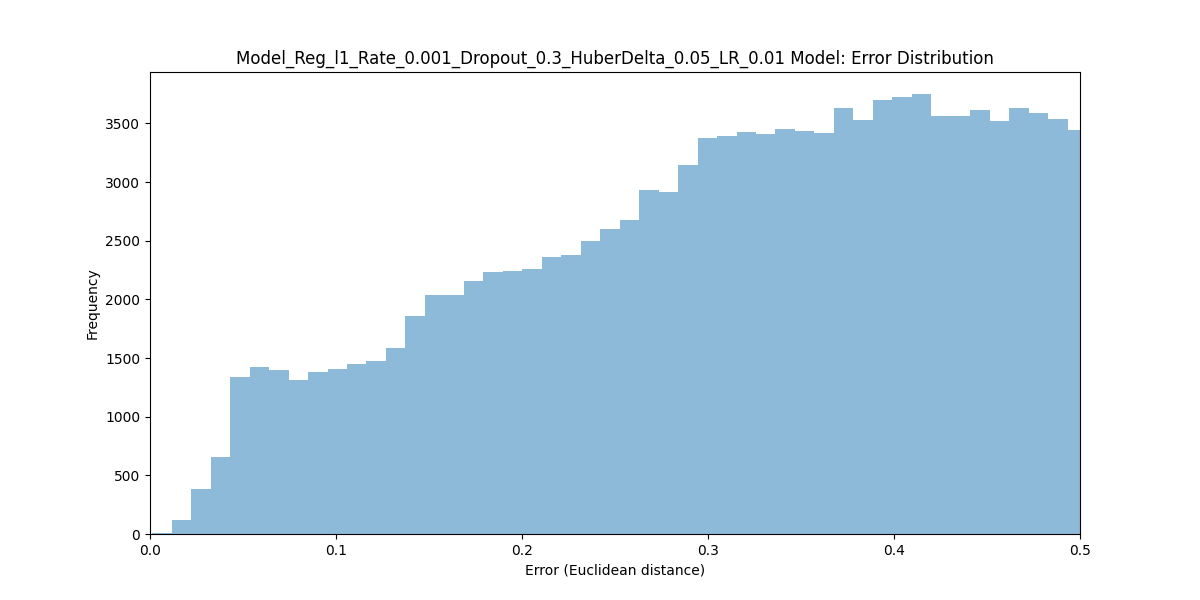 Model_Reg_l1_Rate_0.001_Dropout_0.3_HuberDelta_0.05_LR_0.01 Model: Error Distribution
Frequency
3500
3000
2500
2000
1500
1000
500
0
0.0 0.1 0.2 0.3 0.4 0.5
Error (Euclidean distance)